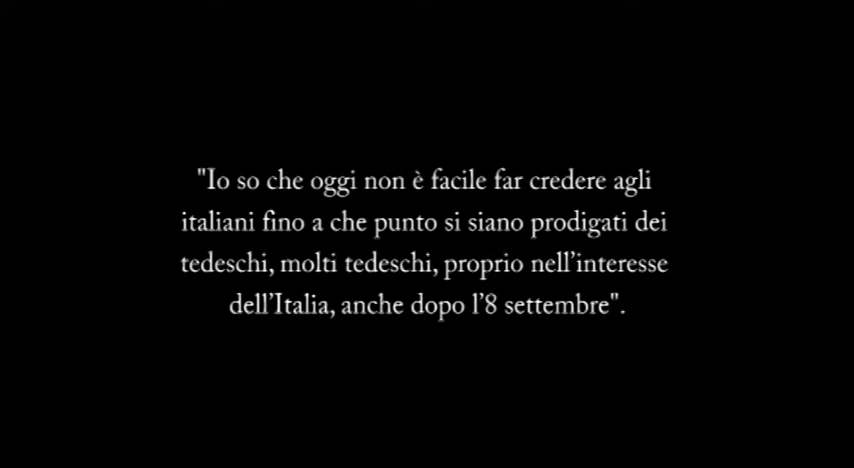 "Io so che oggi non è facile far credere agli
italiani fino a che punto si siano prodigati dei
tedeschi, molti tedeschi, proprio nell’interesse
dell’Italia, anche dopo l’8 settembre".